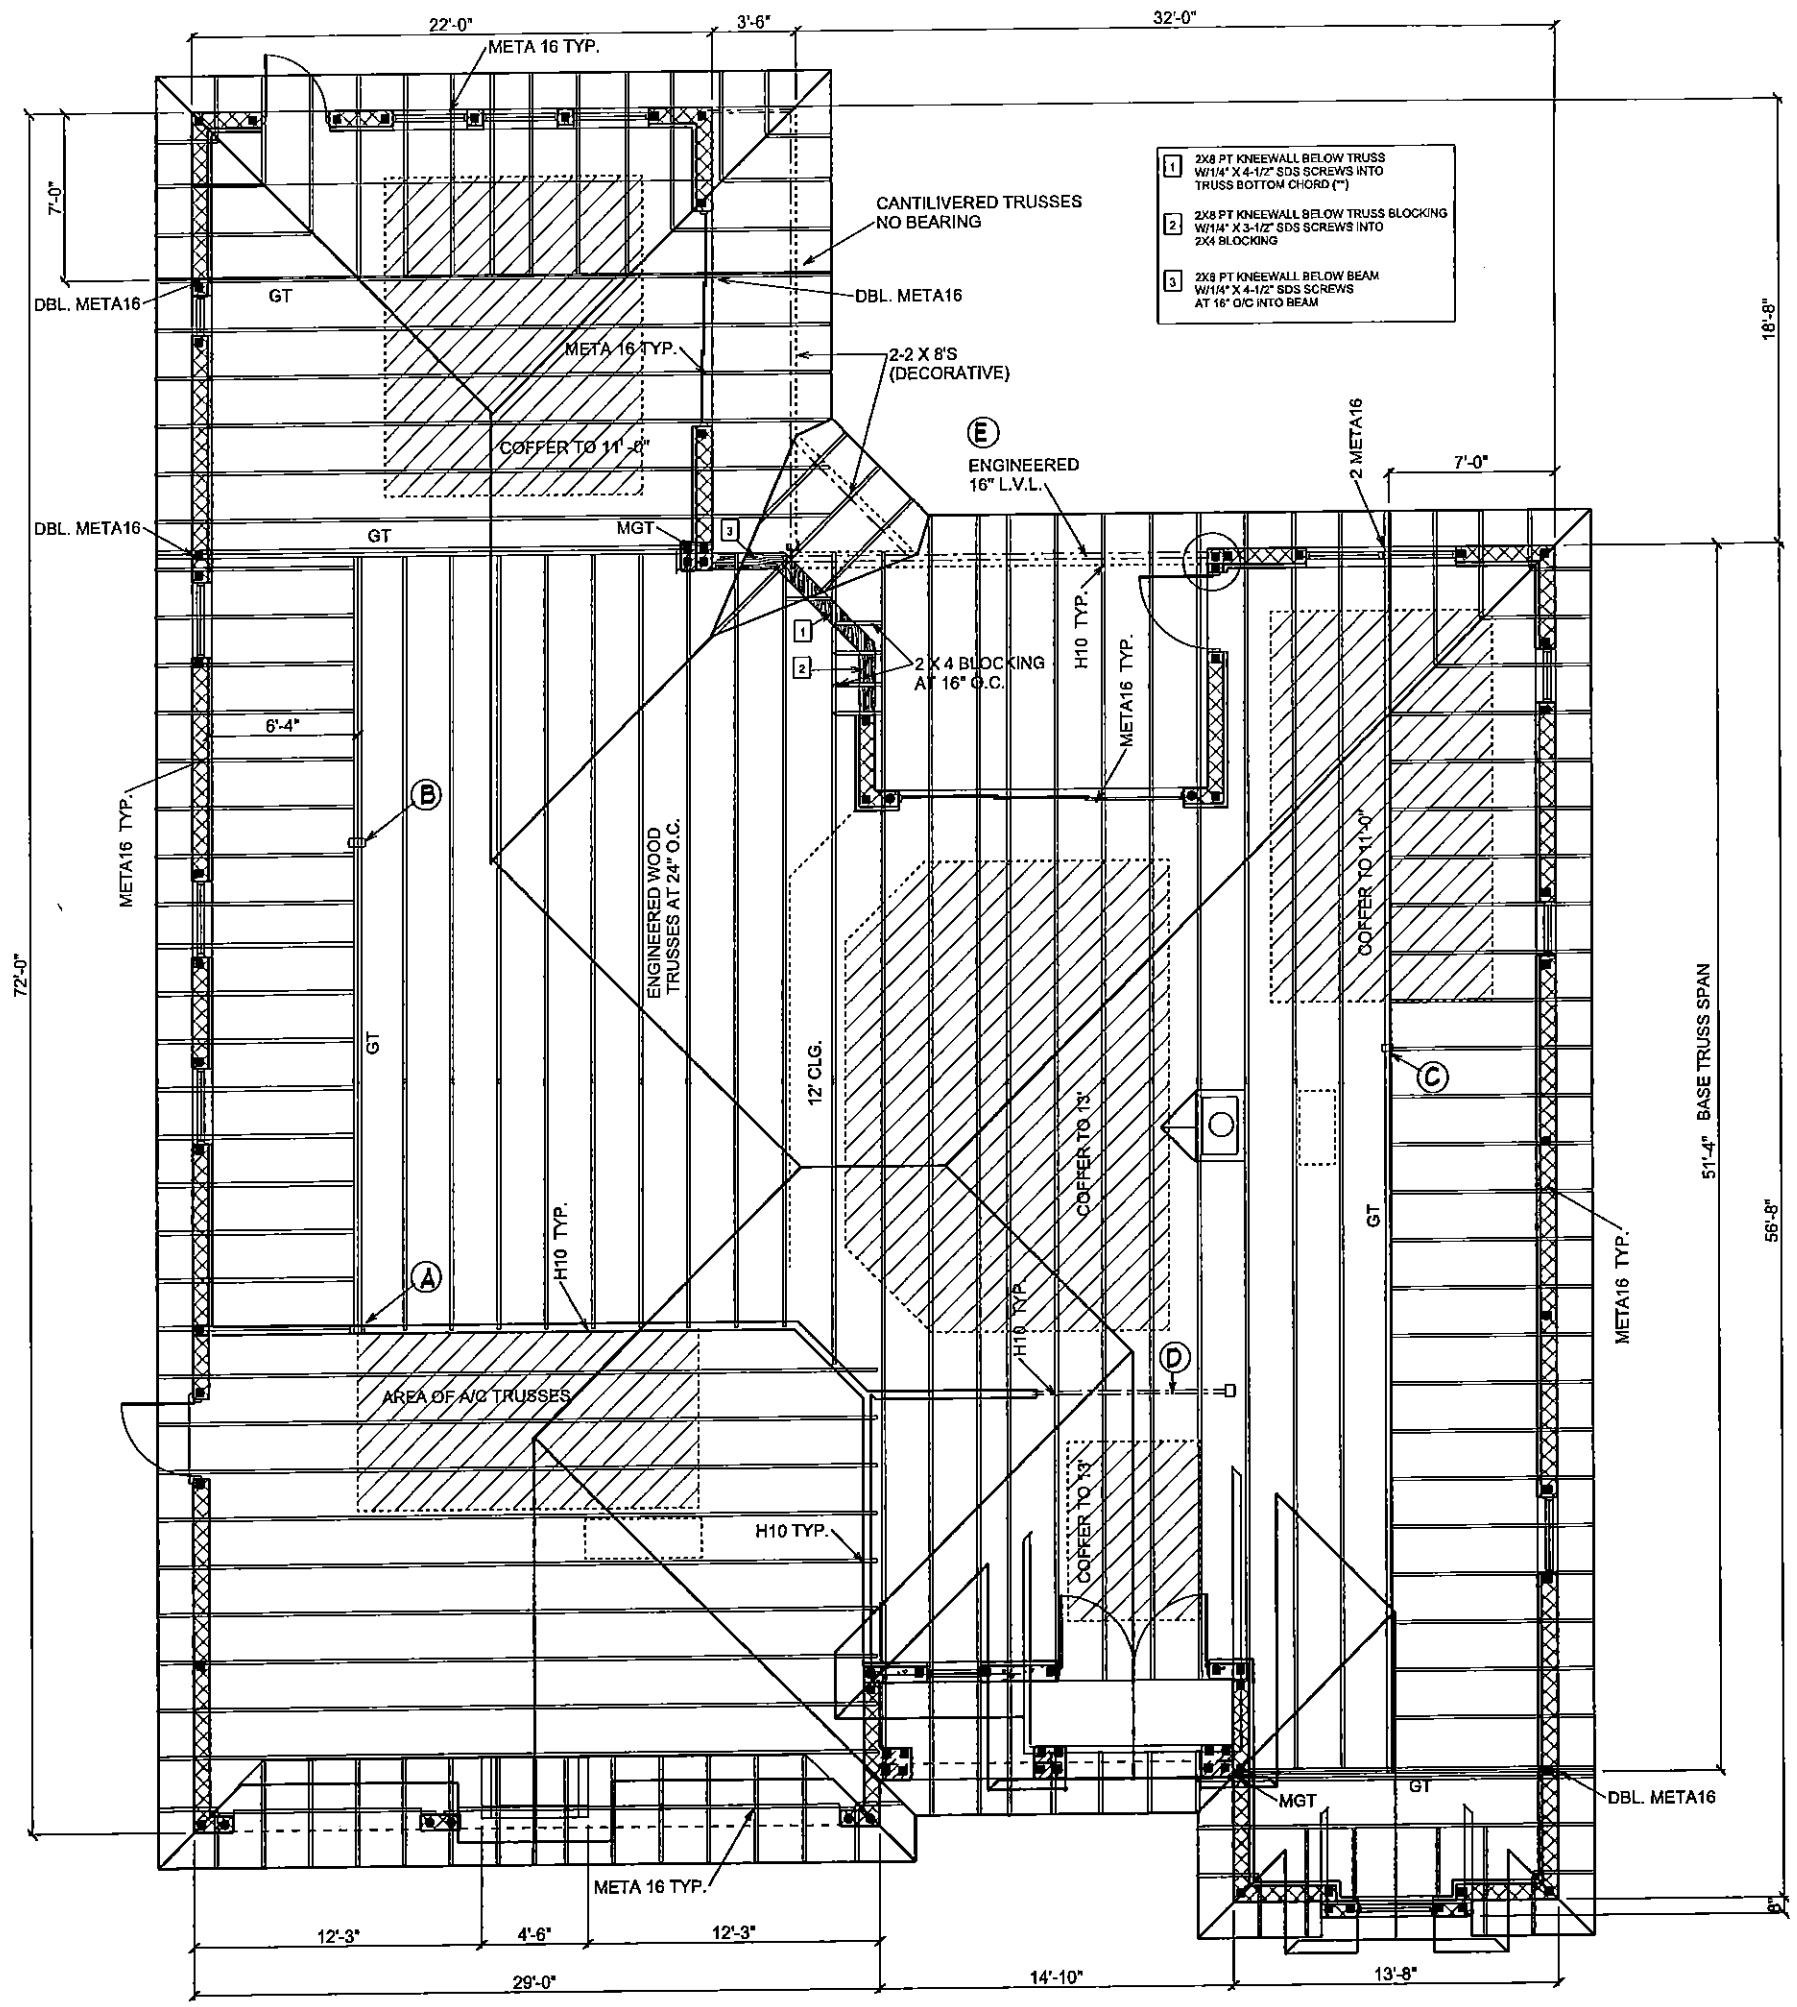 22'-0"
3'-6"
32'-0"
META 16 TYP.
1
2X8 PT KNEEWALL BELOW TRUSS
W/1/4" X 4-1/2" SDS SCREWS INTO
TRUSS BOTTOM CHORD (**)
2
2X8 PT KNEEWALL BELOW TRUSS BLOCKING
W/1/4" X 3-1/2" SDS SCREWS INTO
2X4 BLOCKING
3
2X8 PT KNEEWALL BELOW BEAM
W/1/4" X 4-1/2" SDS SCREWS
AT 16" O/C INTO BEAM
7'-0"
CANTILIVERED TRUSSES
NO BEARING
DBL. META16
GT
DBL. META16
18'-8"
META 16 TYP.
2-2 X 8'S
(DECORATIVE)
COFFER TO 11'-0"
E
ENGINEERED
16" L.V.L.
2 META16
7'-0"
DBL. META16
GT
MGT
3
H10 TYP.
META16 TYP.
1
2
2 X 4 BLOCKING
AT 16" O.C.
6'-4"
B
META16 TYP.
ENGINEERED WOOD
TRUSSES AT 24" O.C.
COFFER TO 11'-0"
72'-0"
GT
12' CLG.
COFFER TO 13'
C
51'-4" BASE TRUSS SPAN
56'-8"
GT
META16 TYP.
H10 TYP.
A
H10 TYP.
D
AREA OF A/C TRUSSES
COFFER TO 13'
H10 TYP.
GT
MGT
DBL. META16
META 16 TYP.
8"
12'-3"
4'-6"
12'-3"
29'-0"
14'-10"
13'-8"